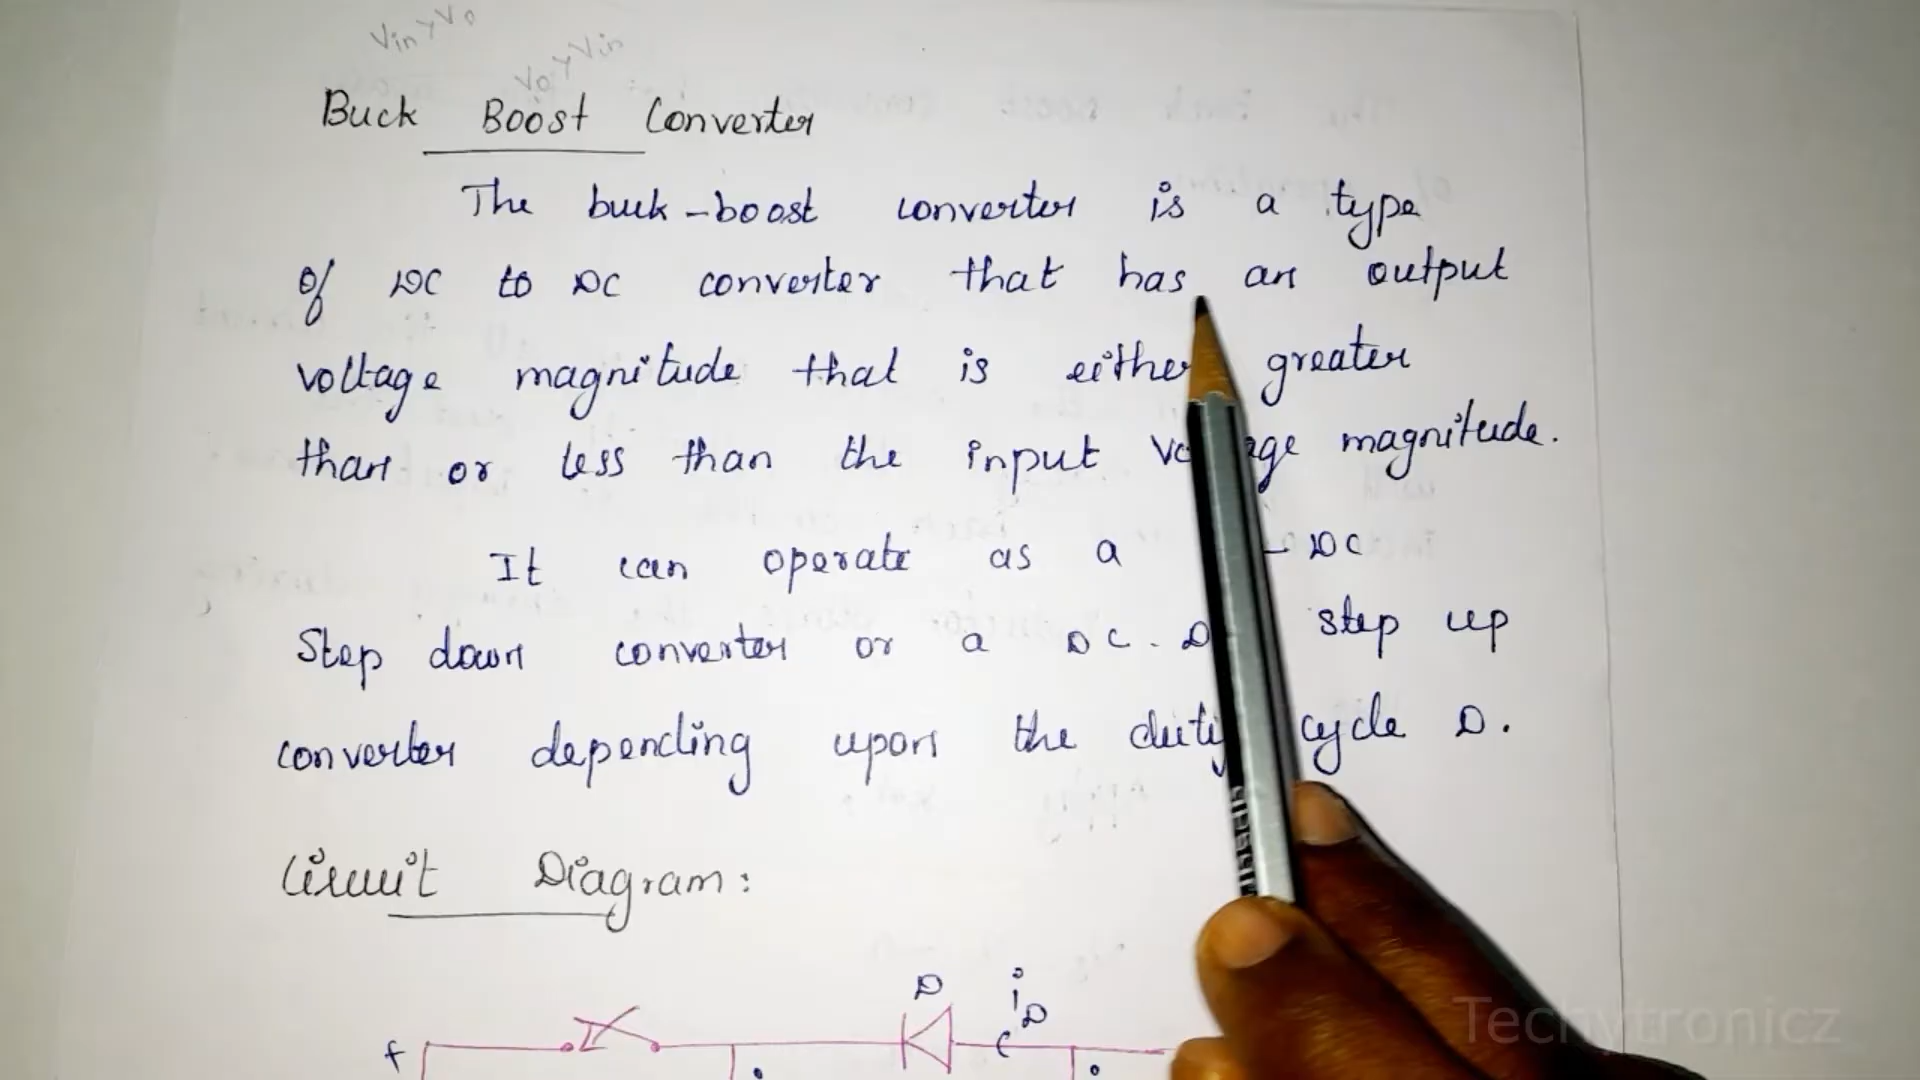 Vin > Vo
Vo > Vin
Buck Boost Converter
The buck-boost converter is a type
of DC to DC converter that has an output
voltage magnitude that is either greater
than or less than the input magnitude.
It can operate as a - DC
Step down converter or a DC. D step up
converter depending upon the duty cycle D.
Circuit Diagram:
D
iD
+
Techytronicz